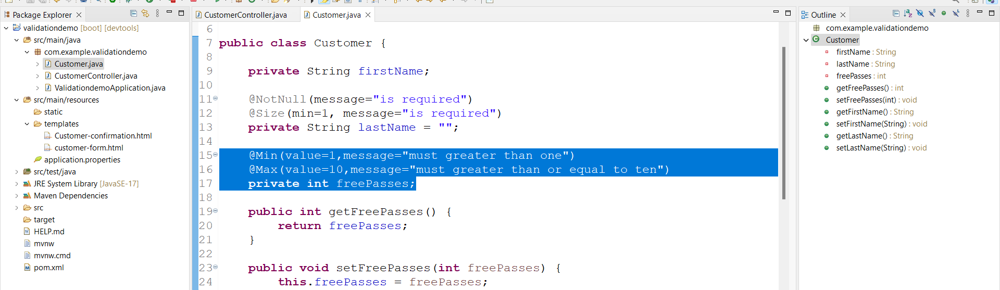 Package Explorer
validationdemo [boot] [devtools]
src/main/java
com.example.validationdemo
Customer.java
CustomerController.java
ValidationdemoApplication.java
src/main/resources
static
templates
Customer-confirmation.html
customer-form.html
application.properties
src/test/java
JRE System Library [JavaSE-17]
Maven Dependencies
src
target
HELP.md
mvnw
mvnw.cmd
pom.xml
CustomerController.java
Customer.java
6
7 public class Customer {
8
9 private String firstName;
10
11 @NotNull(message="is required")
12 @Size(min=1, message="is required")
13 private String lastName = "";
14
15 @Min(value=1,message="must greater than one")
16 @Max(value=10,message="must greater than or equal to ten")
17 private int freePasses;
18
19 public int getFreePasses() {
20 return freePasses;
21 }
22
23 public void setFreePasses(int freePasses) {
24 this.freePasses = freePasses;
Outline
com.example.validationdemo
Customer
firstName : String
lastName : String
freePasses : int
getFreePasses() : int
setFreePasses(int) : void
getFirstName() : String
setFirstName(String) : void
getLastName() : String
setLastName(String) : void